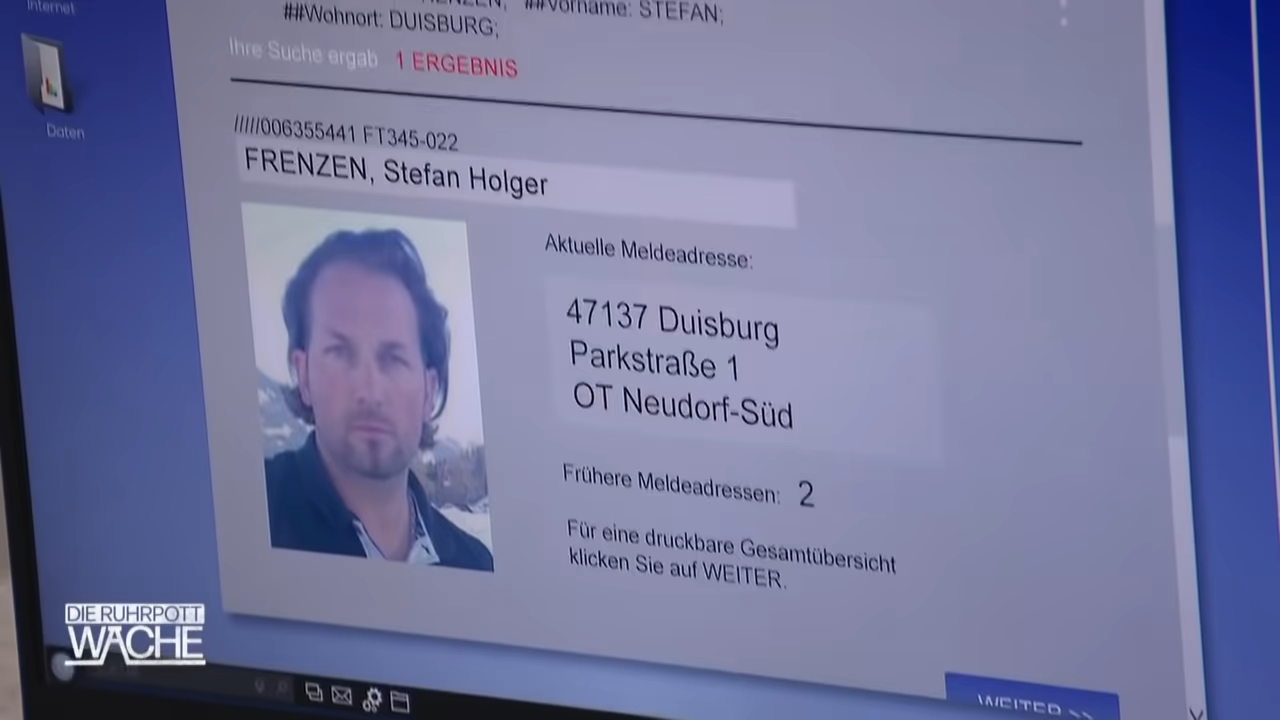 Internet
##Vorname: STEFAN;
##Wohnort: DUISBURG;
Ihre Suche ergab 1 ERGEBNIS
Daten
/////006355441 FT345-022
FRENZEN, Stefan Holger
Aktuelle Meldeadresse:
47137 Duisburg
Parkstraße 1
OT Neudorf-Süd
Frühere Meldeadressen: 2
Für eine druckbare Gesamtübersicht
klicken Sie auf WEITER.
WEITER >>
DIE RUHRPOTT
WACHE